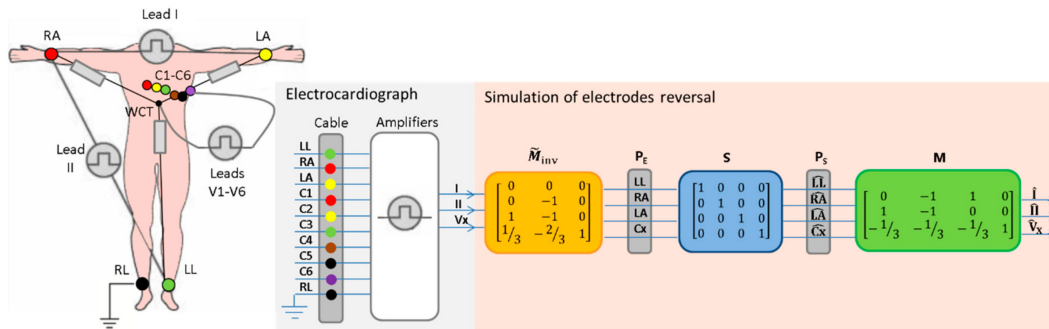 Lead I
RA
LA
C1-C6
WCT
Lead
II
Leads
V1-V6
RL
LL
Electrocardiograph
Cable
Amplifiers
LL
RA
LA
C1
C2
C3
C4
C5
C6
RL
I
II
Vx
Simulation of electrodes reversal
M̃inv
0 0 0
0 -1 0
1 -1 0
1/3 -2/3 1
PE
LL
RA
LA
Cx
S
1 0 0 0
0 1 0 0
0 0 1 0
0 0 0 1
PS
L̂L
R̂A
L̂A
Ĉx
M
0 -1 1 0
1 -1 0 0
-1/3 -1/3 -1/3 1
Î
ÎI
V̂X